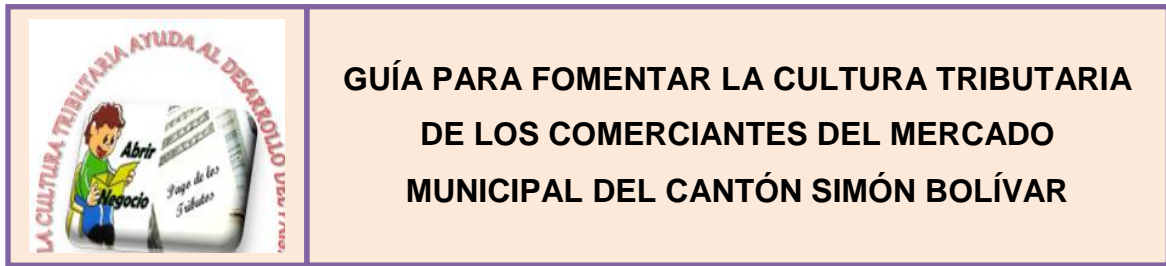 LA CULTURA TRIBUTARIA AYUDA AL DESARROLLO DEL
Abrir
Negocio
Pago de los
Tributos
GUÍA PARA FOMENTAR LA CULTURA TRIBUTARIA
DE LOS COMERCIANTES DEL MERCADO
MUNICIPAL DEL CANTÓN SIMÓN BOLÍVAR